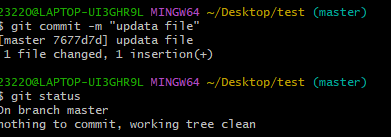 23220@LAPTOP-UI3GHR9L MINGW64 ~/Desktop/test (master)
$ git commit -m "updata file"
[master 7677d7d] updata file
 1 file changed, 1 insertion(+)

23220@LAPTOP-UI3GHR9L MINGW64 ~/Desktop/test (master)
$ git status
On branch master
nothing to commit, working tree clean